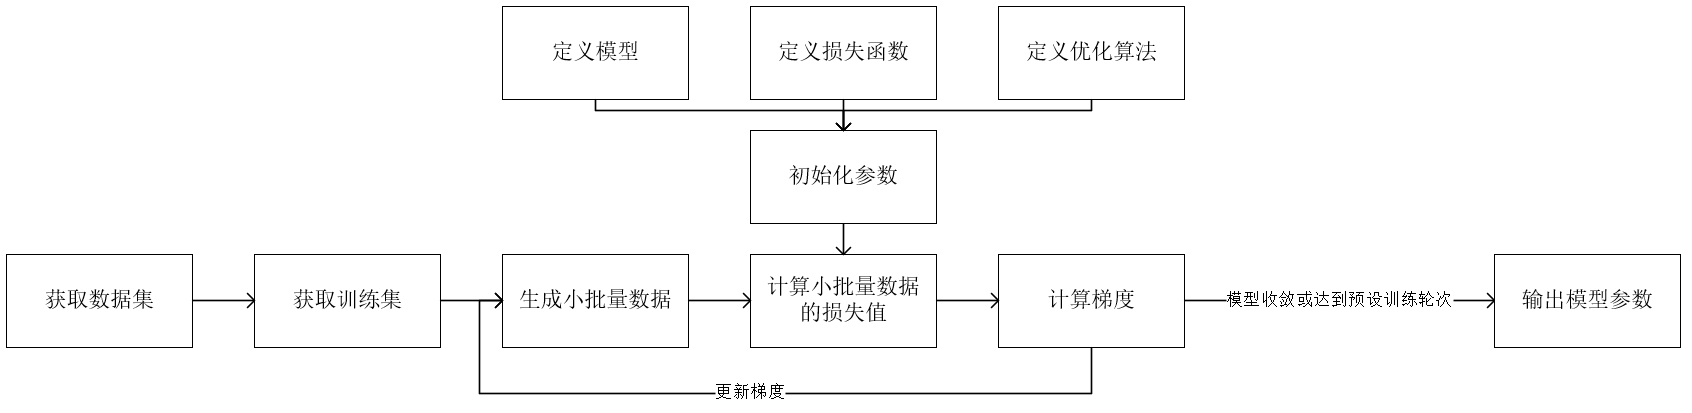 定义模型
定义损失函数
定义优化算法
初始化参数
获取数据集
获取训练集
生成小批量数据
计算小批量数据
的损失值
计算梯度
模型收敛或达到预设训练轮次
输出模型参数
更新梯度